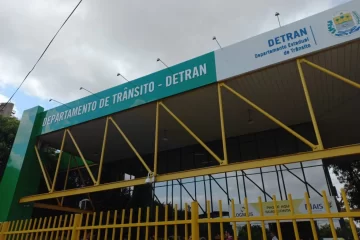 DEPARTAMENTO DE TRÂNSITO - DETRAN
DETRAN
Departamento Estadual
de Trânsito